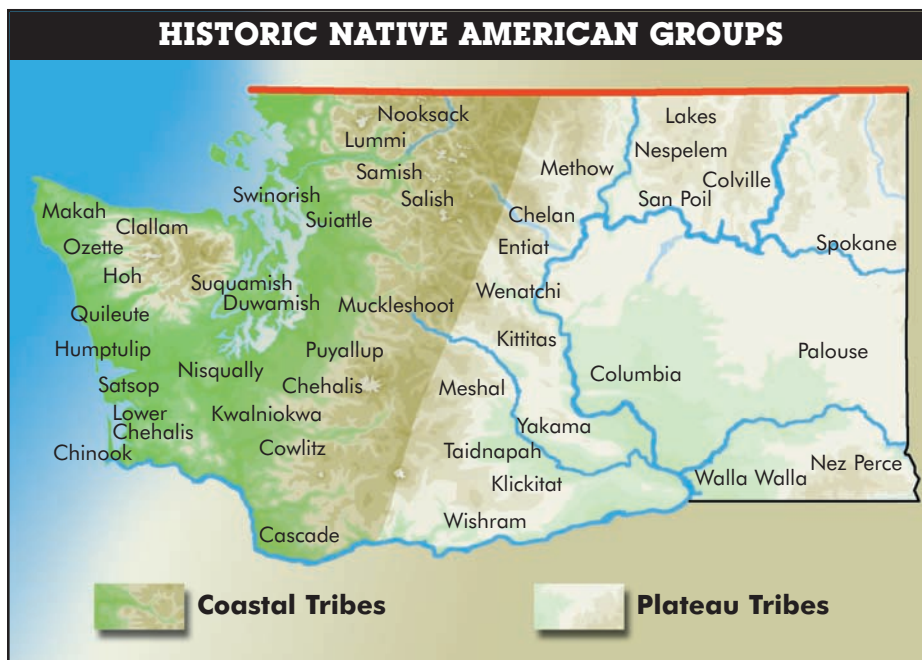 HISTORIC NATIVE AMERICAN GROUPS
Nooksack
Lakes
Lummi
Nespelem
Methow
Samish
Colville
Swinorish
Salish
San Poil
Makah
Suiattle
Chelan
Clallam
Ozette
Entiat
Spokane
Hoh
Suquamish
Wenatchi
Duwamish
Muckleshoot
Quileute
Kittitas
Humptulip
Puyallup
Palouse
Nisqually
Columbia
Satsop
Chehalis
Meshal
Lower
Chehalis
Kwalniokwa
Yakama
Chinook
Cowlitz
Taidnapah
Nez Perce
Walla Walla
Klickitat
Wishram
Cascade
Coastal Tribes
Plateau Tribes